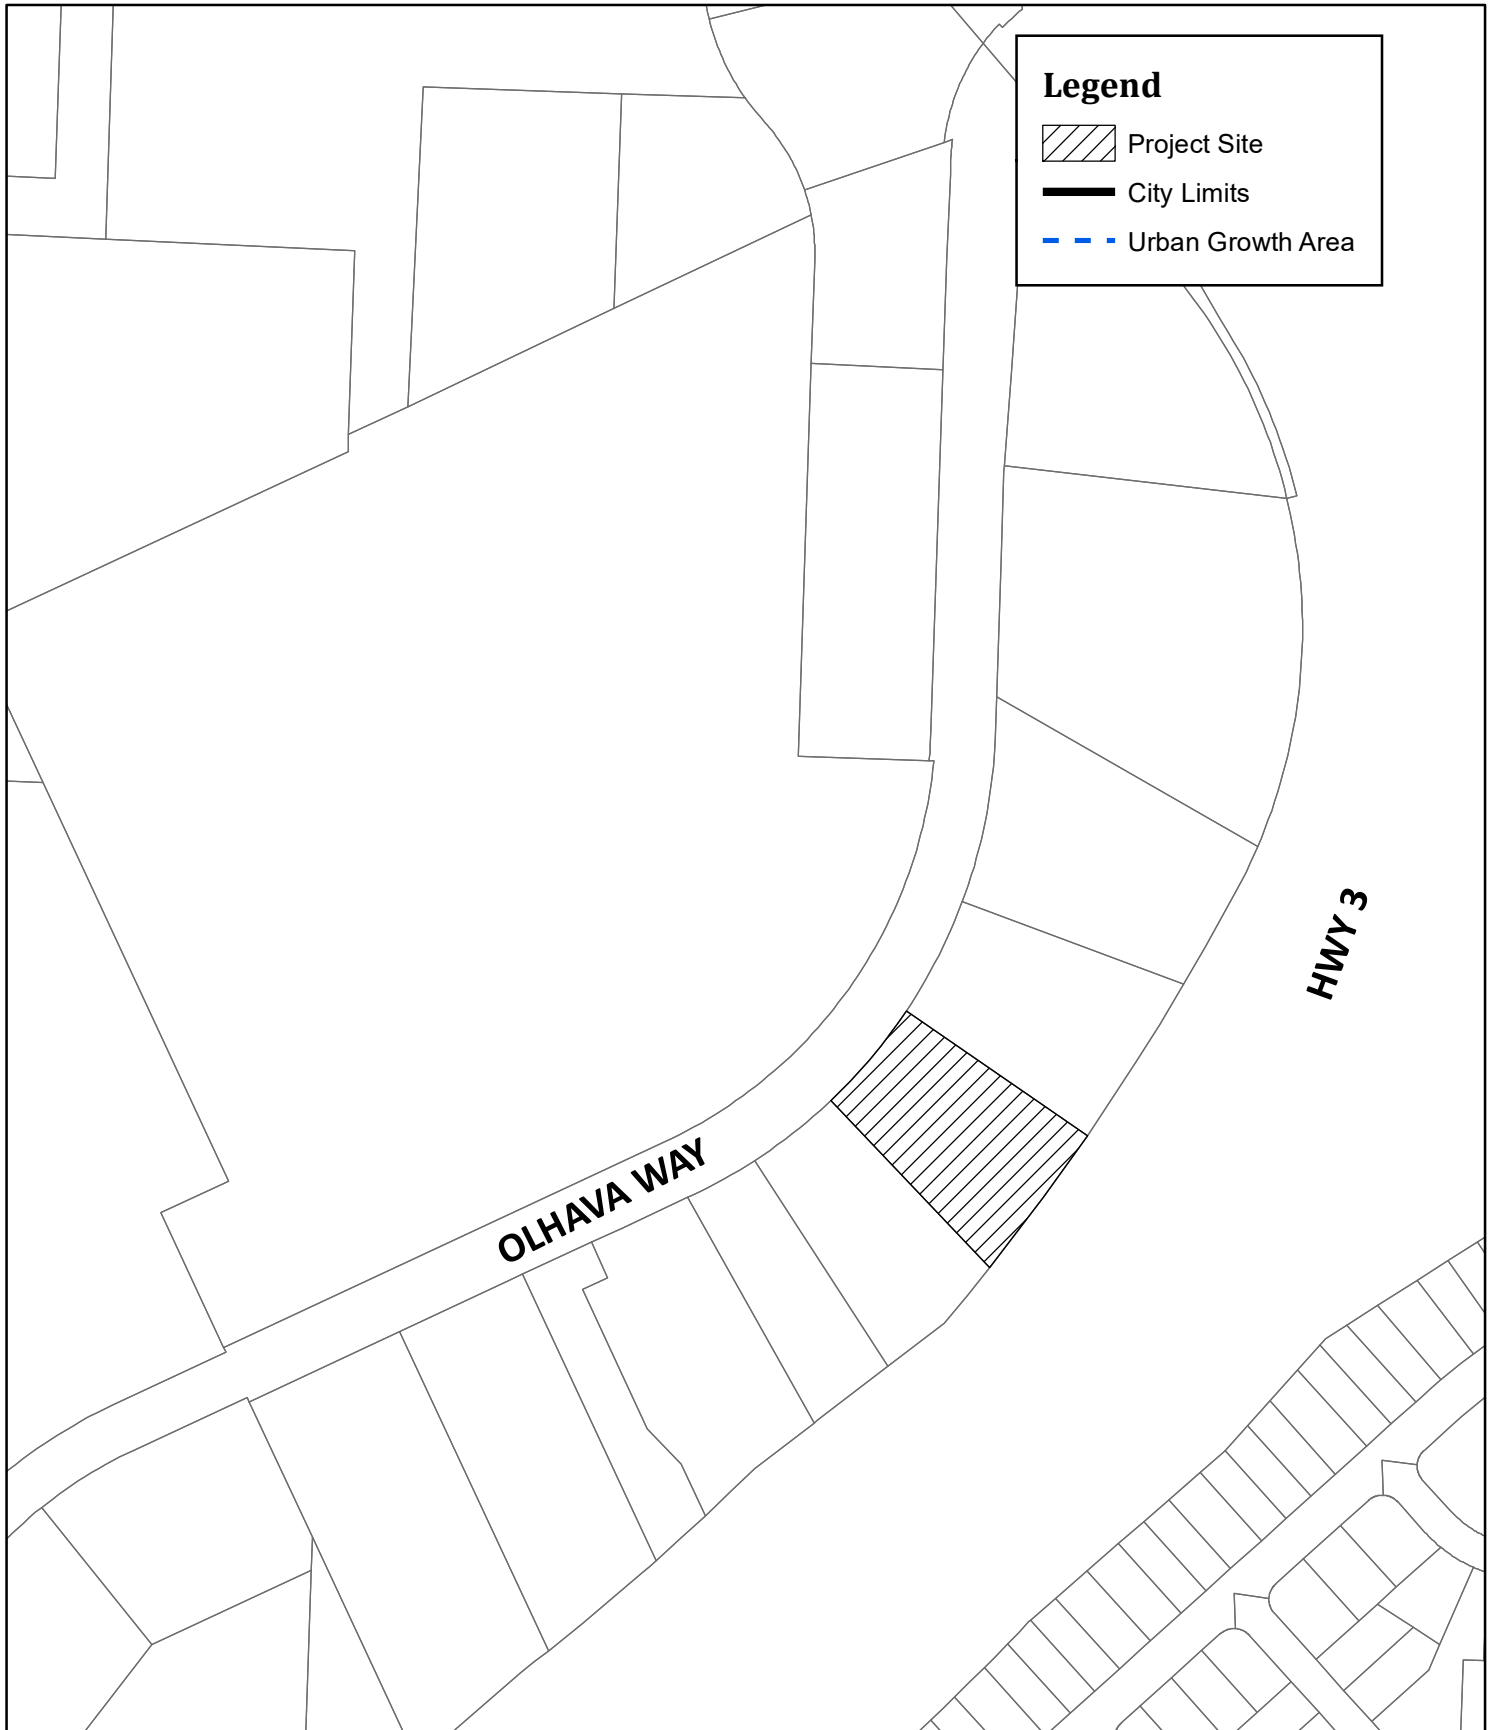 Legend
Project Site
City Limits
Urban Growth Area
HWY 3
OLHAVA WAY